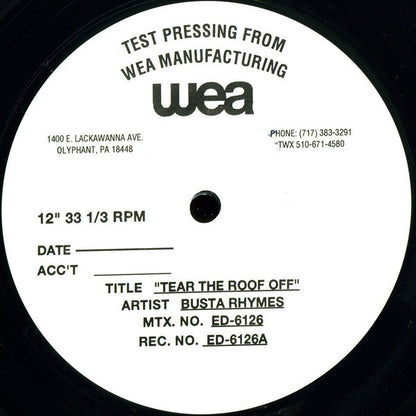 TEST PRESSING FROM
WEA MANUFACTURING
wea
1400 E. LACKAWANNA AVE.
OLYPHANT, PA 18448
PHONE: (717) 383-3291
TWX 510-671-4580
12" 33 1/3 RPM
DATE
ACC'T
TITLE "TEAR THE ROOF OFF"
ARTIST BUSTA RHYMES
MTX. NO. ED-6126
REC. NO. ED-6126A